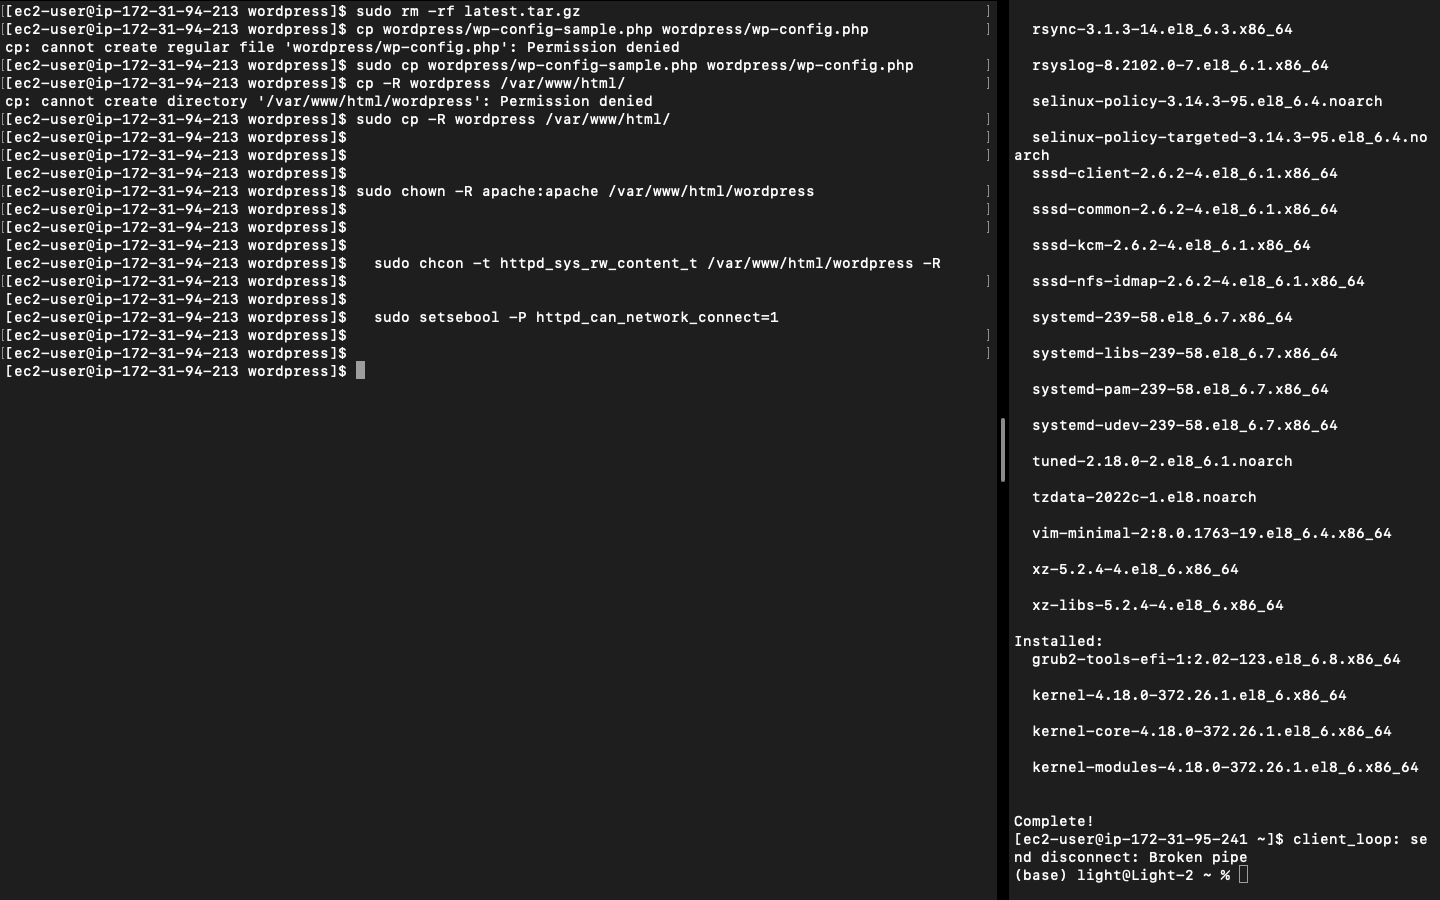 [[ec2-user@ip-172-31-94-213 wordpress]$ sudo rm -rf latest.tar.gz ]
[[ec2-user@ip-172-31-94-213 wordpress]$ cp wordpress/wp-config-sample.php wordpress/wp-config.php ]
cp: cannot create regular file 'wordpress/wp-config.php': Permission denied
[[ec2-user@ip-172-31-94-213 wordpress]$ sudo cp wordpress/wp-config-sample.php wordpress/wp-config.php ]
[[ec2-user@ip-172-31-94-213 wordpress]$ cp -R wordpress /var/www/html/ ]
cp: cannot create directory '/var/www/html/wordpress': Permission denied
[[ec2-user@ip-172-31-94-213 wordpress]$ sudo cp -R wordpress /var/www/html/ ]
[[ec2-user@ip-172-31-94-213 wordpress]$ ]
[[ec2-user@ip-172-31-94-213 wordpress]$ ]
[ec2-user@ip-172-31-94-213 wordpress]$
[[ec2-user@ip-172-31-94-213 wordpress]$ sudo chown -R apache:apache /var/www/html/wordpress ]
[[ec2-user@ip-172-31-94-213 wordpress]$ ]
[[ec2-user@ip-172-31-94-213 wordpress]$ ]
[ec2-user@ip-172-31-94-213 wordpress]$
[ec2-user@ip-172-31-94-213 wordpress]$   sudo chcon -t httpd_sys_rw_content_t /var/www/html/wordpress -R
[[ec2-user@ip-172-31-94-213 wordpress]$ ]
[ec2-user@ip-172-31-94-213 wordpress]$
[ec2-user@ip-172-31-94-213 wordpress]$   sudo setsebool -P httpd_can_network_connect=1
[[ec2-user@ip-172-31-94-213 wordpress]$ ]
[[ec2-user@ip-172-31-94-213 wordpress]$ ]
[ec2-user@ip-172-31-94-213 wordpress]$
rsync-3.1.3-14.el8_6.3.x86_64
rsyslog-8.2102.0-7.el8_6.1.x86_64
selinux-policy-3.14.3-95.el8_6.4.noarch
selinux-policy-targeted-3.14.3-95.el8_6.4.no
arch
sssd-client-2.6.2-4.el8_6.1.x86_64
sssd-common-2.6.2-4.el8_6.1.x86_64
sssd-kcm-2.6.2-4.el8_6.1.x86_64
sssd-nfs-idmap-2.6.2-4.el8_6.1.x86_64
systemd-239-58.el8_6.7.x86_64
systemd-libs-239-58.el8_6.7.x86_64
systemd-pam-239-58.el8_6.7.x86_64
systemd-udev-239-58.el8_6.7.x86_64
tuned-2.18.0-2.el8_6.1.noarch
tzdata-2022c-1.el8.noarch
vim-minimal-2:8.0.1763-19.el8_6.4.x86_64
xz-5.2.4-4.el8_6.x86_64
xz-libs-5.2.4-4.el8_6.x86_64
Installed:
grub2-tools-efi-1:2.02-123.el8_6.8.x86_64
kernel-4.18.0-372.26.1.el8_6.x86_64
kernel-core-4.18.0-372.26.1.el8_6.x86_64
kernel-modules-4.18.0-372.26.1.el8_6.x86_64
Complete!
[ec2-user@ip-172-31-95-241 ~]$ client_loop: se
nd disconnect: Broken pipe
(base) light@Light-2 ~ %